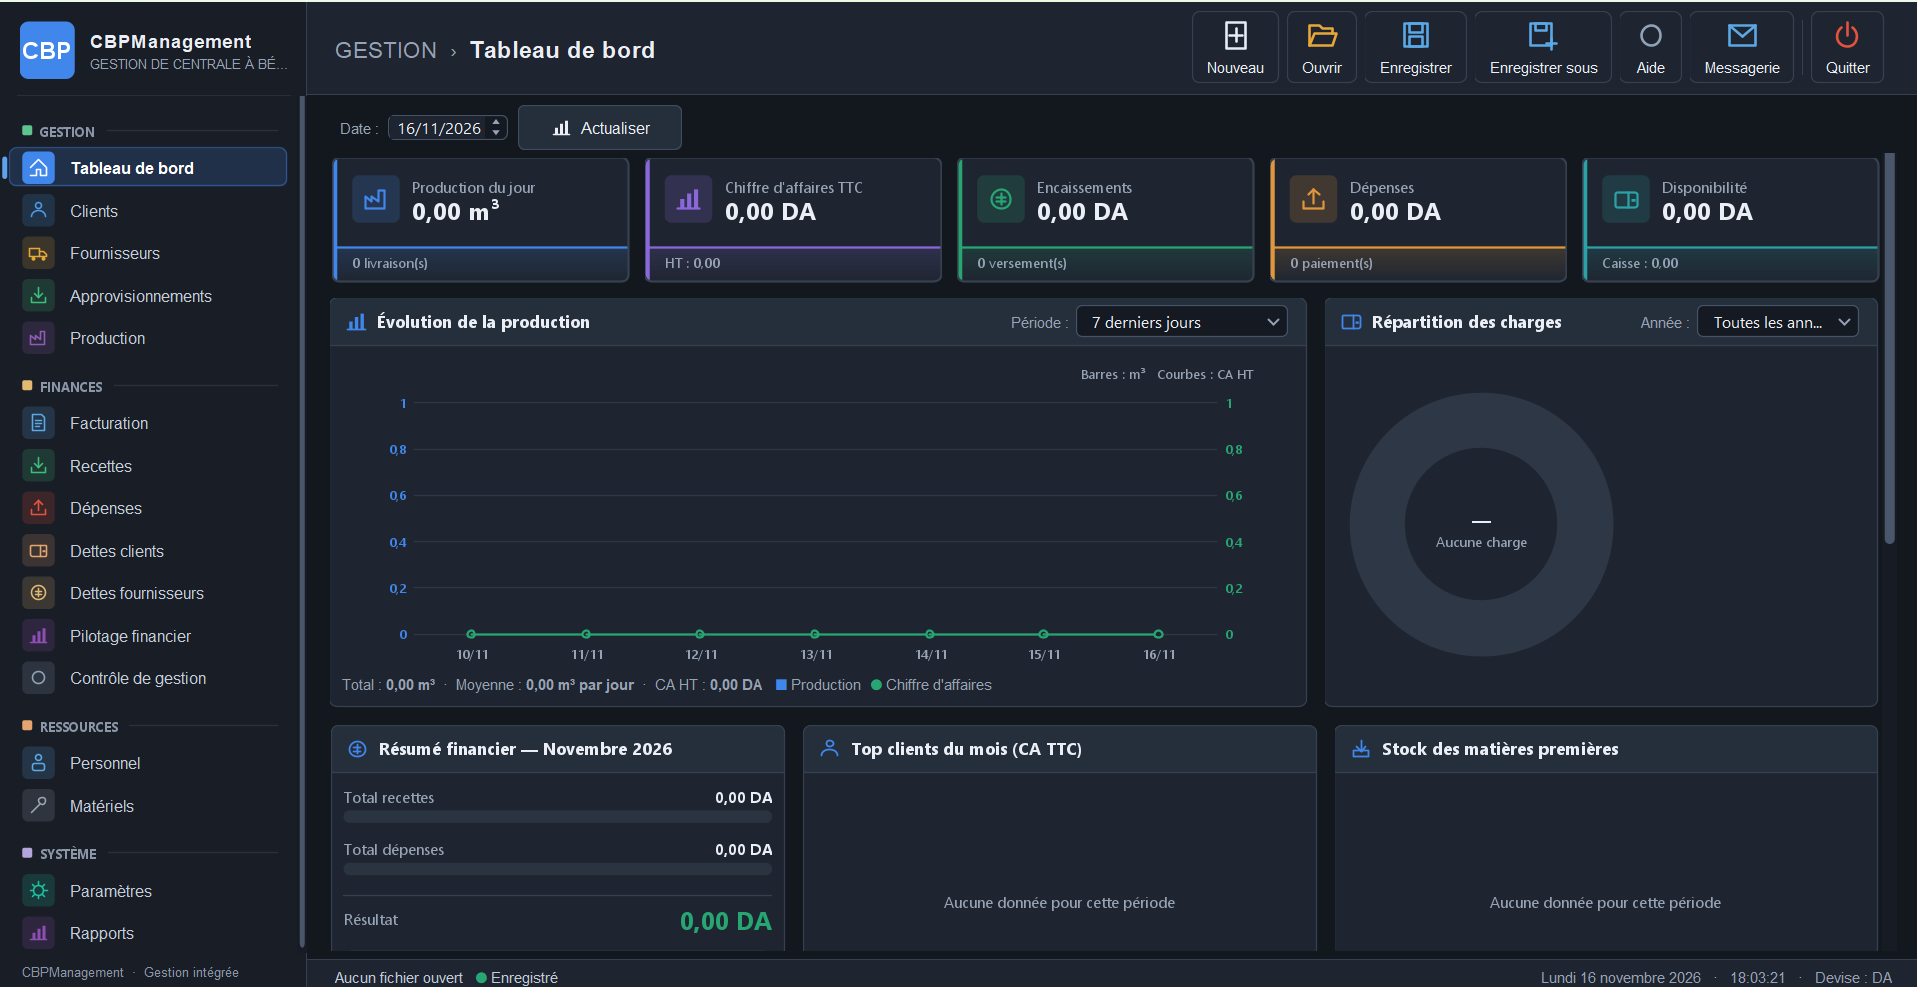 CBP
CBPManagement
GESTION DE CENTRALE À BÉ...
GESTION
Tableau de bord
Clients
Fournisseurs
Approvisionnements
Production
FINANCES
Facturation
Recettes
Dépenses
Dettes clients
Dettes fournisseurs
Pilotage financier
Contrôle de gestion
RESSOURCES
Personnel
Matériels
SYSTÈME
Paramètres
Rapports
CBPManagement · Gestion intégrée
GESTION › Tableau de bord
Nouveau
Ouvrir
Enregistrer
Enregistrer sous
Aide
Messagerie
Quitter
Date : 16/11/2026 Actualiser
Production du jour
0,00 m³
0 livraison(s)
Chiffre d'affaires TTC
0,00 DA
HT : 0,00
Encaissements
0,00 DA
0 versement(s)
Dépenses
0,00 DA
0 paiement(s)
Disponibilité
0,00 DA
Caisse : 0,00
Évolution de la production Période : 7 derniers jours
Barres : m³ Courbes : CA HT
1 1
0,8 0,8
0,6 0,6
0,4 0,4
0,2 0,2
0 0
10/11 11/11 12/11 13/11 14/11 15/11 16/11
Total : 0,00 m³ · Moyenne : 0,00 m³ par jour · CA HT : 0,00 DA Production Chiffre d'affaires
Répartition des charges Année : Toutes les ann...
—
Aucune charge
Résumé financier — Novembre 2026
Total recettes 0,00 DA
Total dépenses 0,00 DA
Résultat 0,00 DA
Top clients du mois (CA TTC)
Aucune donnée pour cette période
Stock des matières premières
Aucune donnée pour cette période
Aucun fichier ouvert Enregistré
Lundi 16 novembre 2026 · 18:03:21 · Devise : DA